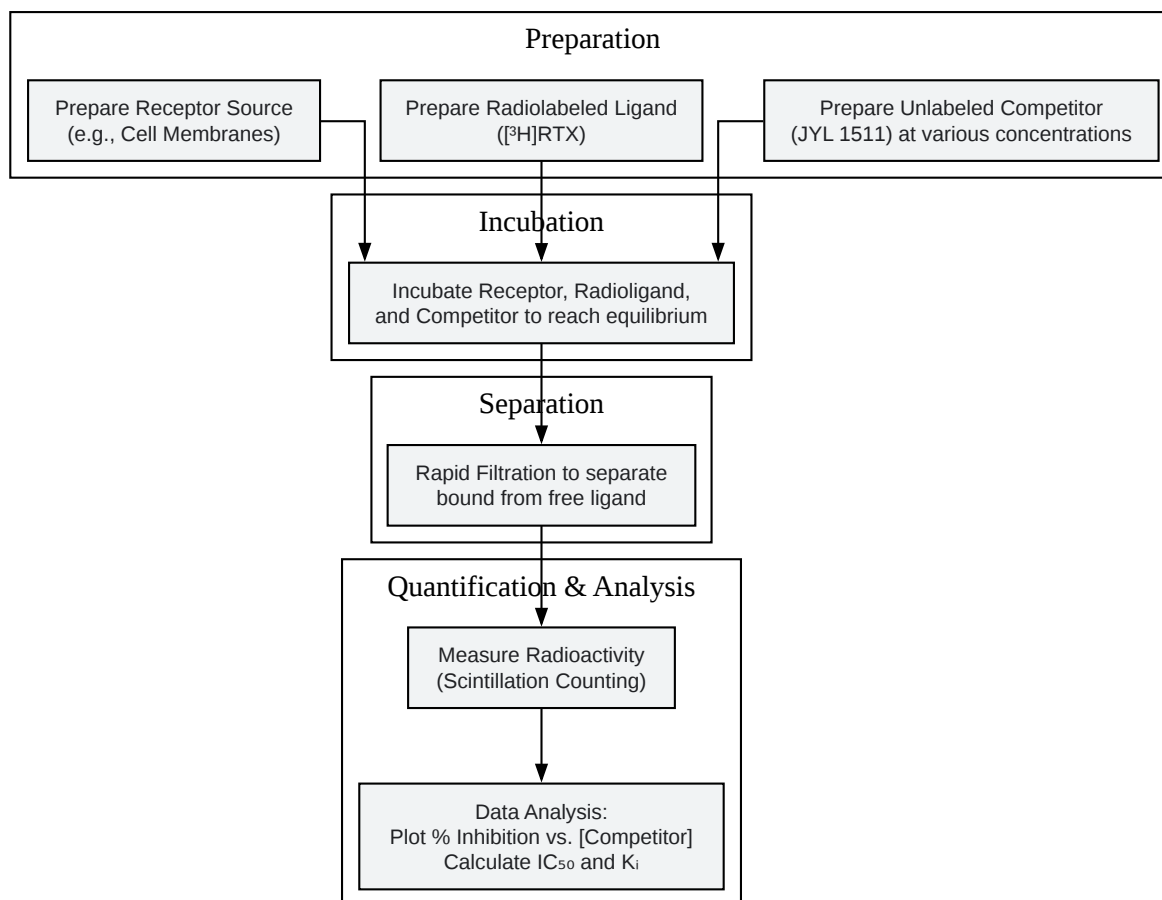 Preparation
Prepare Receptor Source
(e.g., Cell Membranes)
Prepare Radiolabeled Ligand
([³H]RTX)
Prepare Unlabeled Competitor
(JYL 1511) at various concentrations
Incubation
Incubate Receptor, Radioligand,
and Competitor to reach equilibrium
Separation
Rapid Filtration to separate
bound from free ligand
Quantification & Analysis
Measure Radioactivity
(Scintillation Counting)
Data Analysis:
Plot % Inhibition vs. [Competitor]
Calculate IC₅₀ and Kᵢ